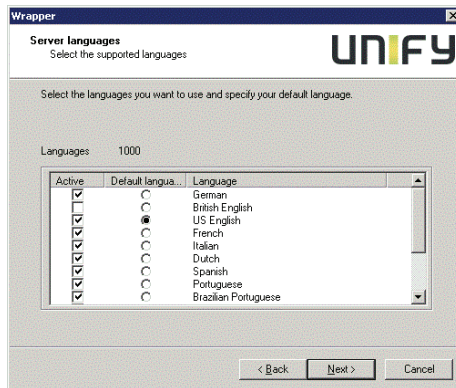 Wrapper
Server languages
Select the supported languages
UNIFY
Select the languages you want to use and specify your default language.
Languages 1000
Active Default langua... Language
German
British English
US English
French
Italian
Dutch
Spanish
Portuguese
Brazilian Portuguese
< Back Next > Cancel